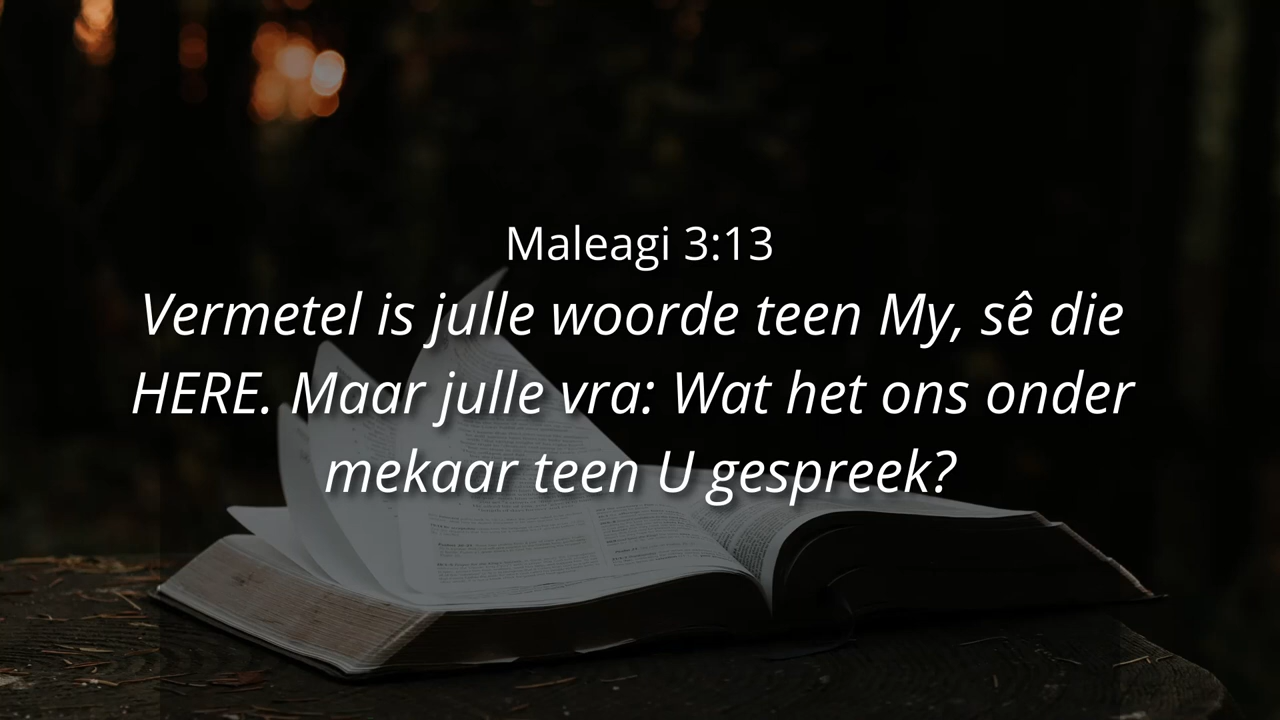 Maleagi 3:13
Vermetel is julle woorde teen My, sê die
HERE. Maar julle vra: Wat het ons onder
mekaar teen U gespreek?